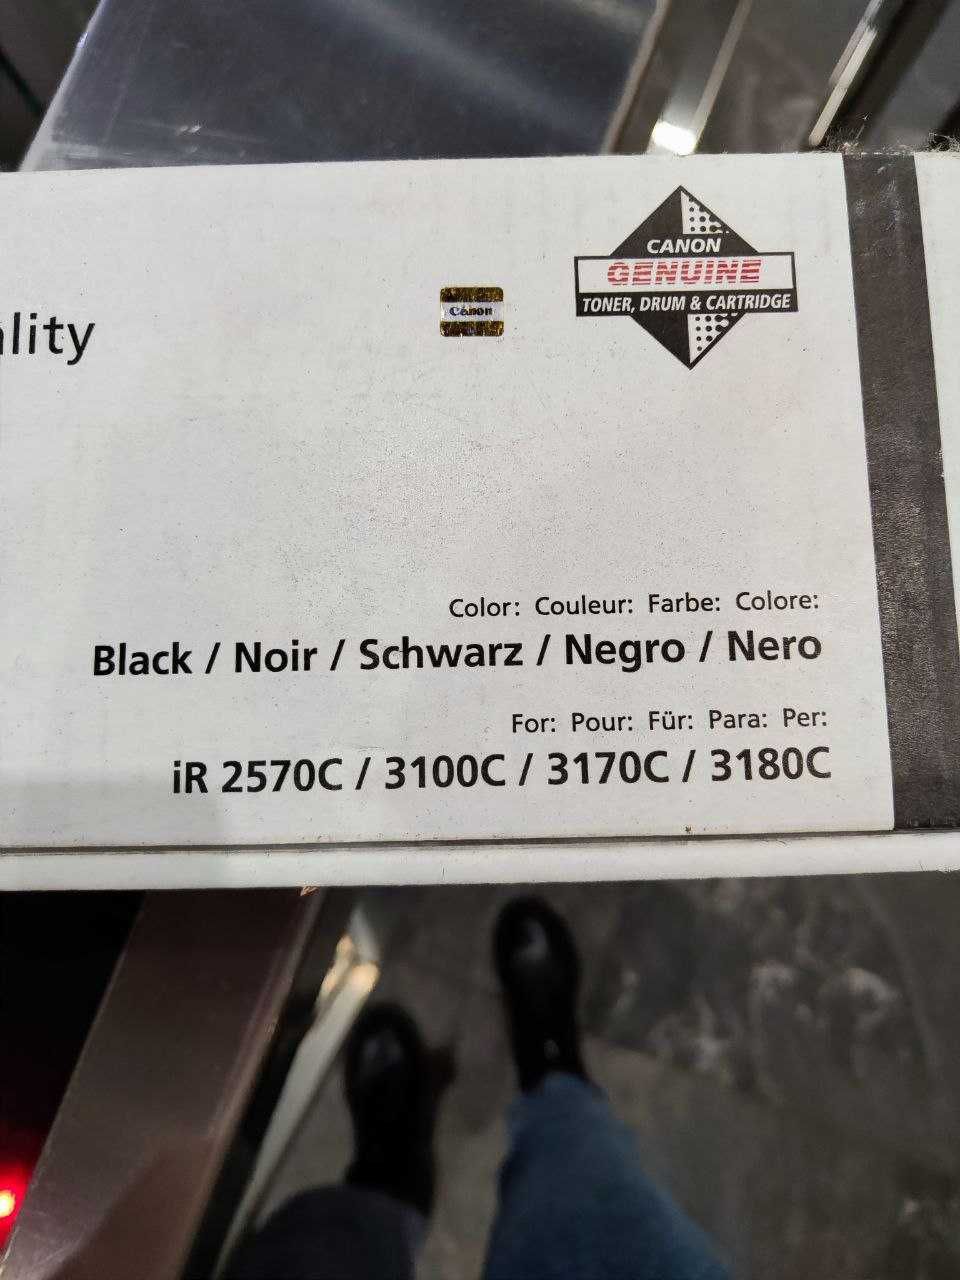 CANON
GENUINE
TONER, DRUM & CARTRIDGE
Canon
Color: Couleur: Farbe: Colore:
Black / Noir / Schwarz / Negro / Nero
For: Pour: Für: Para: Per:
iR 2570C / 3100C / 3170C / 3180C